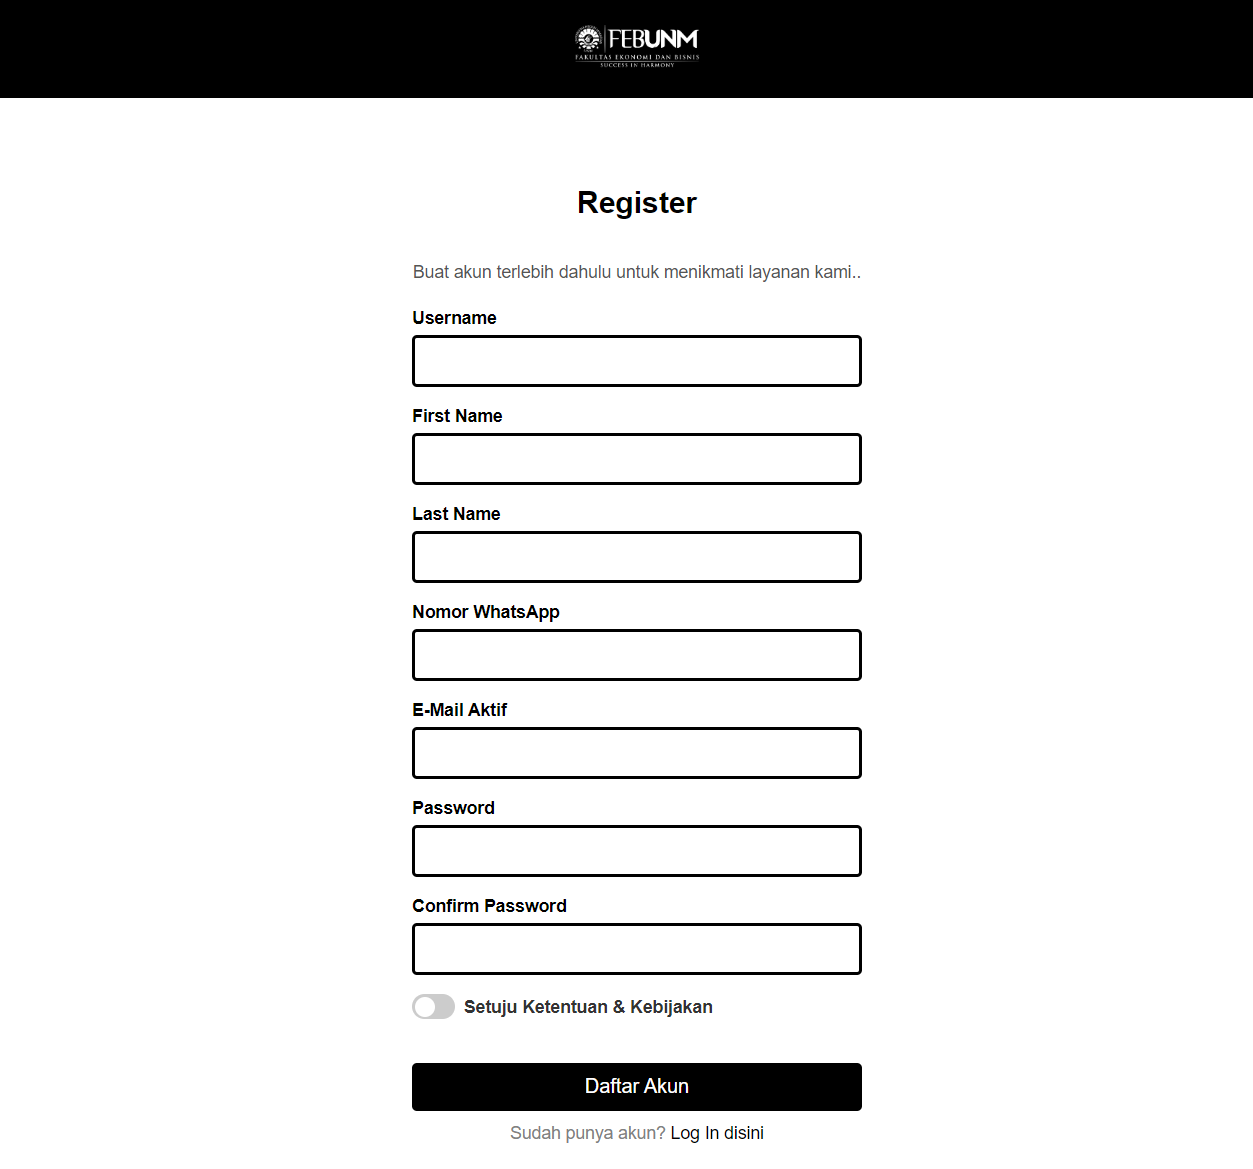 FEBUNM
FAKULTAS EKONOMI DAN BISNIS
SUCCESS IN HARMONY
Register
Buat akun terlebih dahulu untuk menikmati layanan kami..
Username
First Name
Last Name
Nomor WhatsApp
E-Mail Aktif
Password
Confirm Password
Setuju Ketentuan & Kebijakan
Daftar Akun
Sudah punya akun? Log In disini